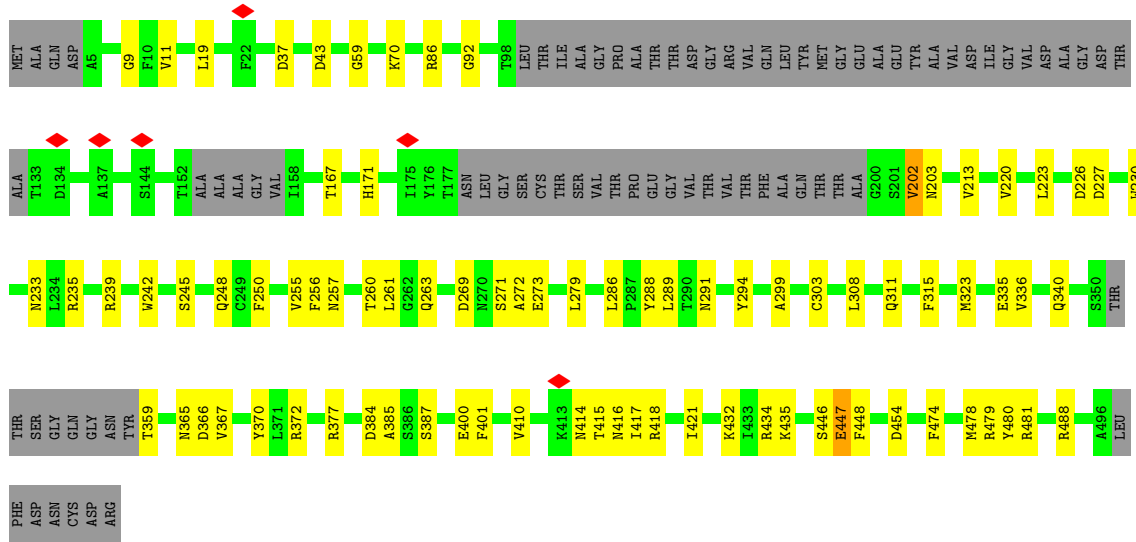 MET ALA GLN ASP A5 G9 F10 V11 L19 F22 D37 D43 G59 K70 R86 G92 T98 LEU THR ILE ALA GLY PRO ALA THR THR ASP GLY ARG VAL GLN LEU TYR MET GLY GLU ALA GLU TYR ALA VAL ASP ILE GLY VAL ASP ALA GLY ASP THR
ALA T133 D134 A137 S144 T152 ALA ALA ALA GLY VAL I158 T167 H171 I175 Y176 T177 ASN LEU GLY SER CYS THR SER VAL THR PRO GLU GLY VAL THR VAL THR PHE ALA GLN THR THR ALA G200 S201 V202 N203 V213 V220 L223 D226 D227 W230
N233 L234 R235 R239 W242 S245 Q248 C249 F250 V255 F256 N257 T260 L261 G262 Q263 D269 N270 S271 A272 E273 L279 L286 P287 Y288 L289 T290 N291 Y294 A299 C303 L308 Q311 F315 M323 E335 V336 Q340 S350 THR
THR SER GLY GLN GLY ASN TYR T359 N365 D366 V367 Y370 L371 R372 R377 D384 A385 S386 S387 E400 F401 V410 K413 N414 T415 N416 I417 R418 I421 K432 I433 R434 K435 S446 E447 F448 D454 F474 M478 R479 Y480 R481 R488 A496 LEU
PHE ASP ASN CYS ASP ARG